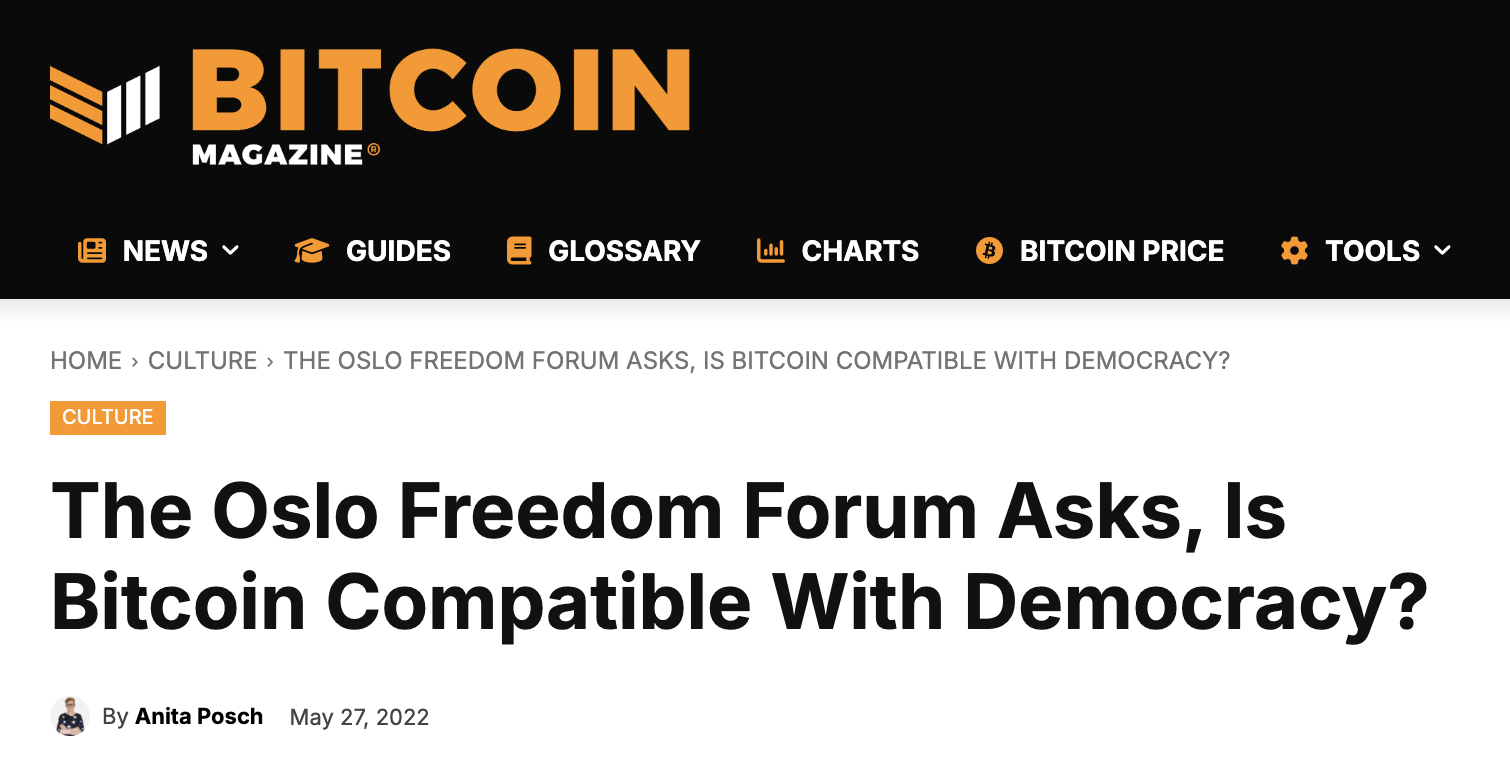 BITCOIN
MAGAZINE®
NEWS GUIDES GLOSSARY CHARTS BITCOIN PRICE TOOLS
HOME › CULTURE › THE OSLO FREEDOM FORUM ASKS, IS BITCOIN COMPATIBLE WITH DEMOCRACY?
CULTURE
The Oslo Freedom Forum Asks, Is
Bitcoin Compatible With Democracy?
By Anita Posch May 27, 2022